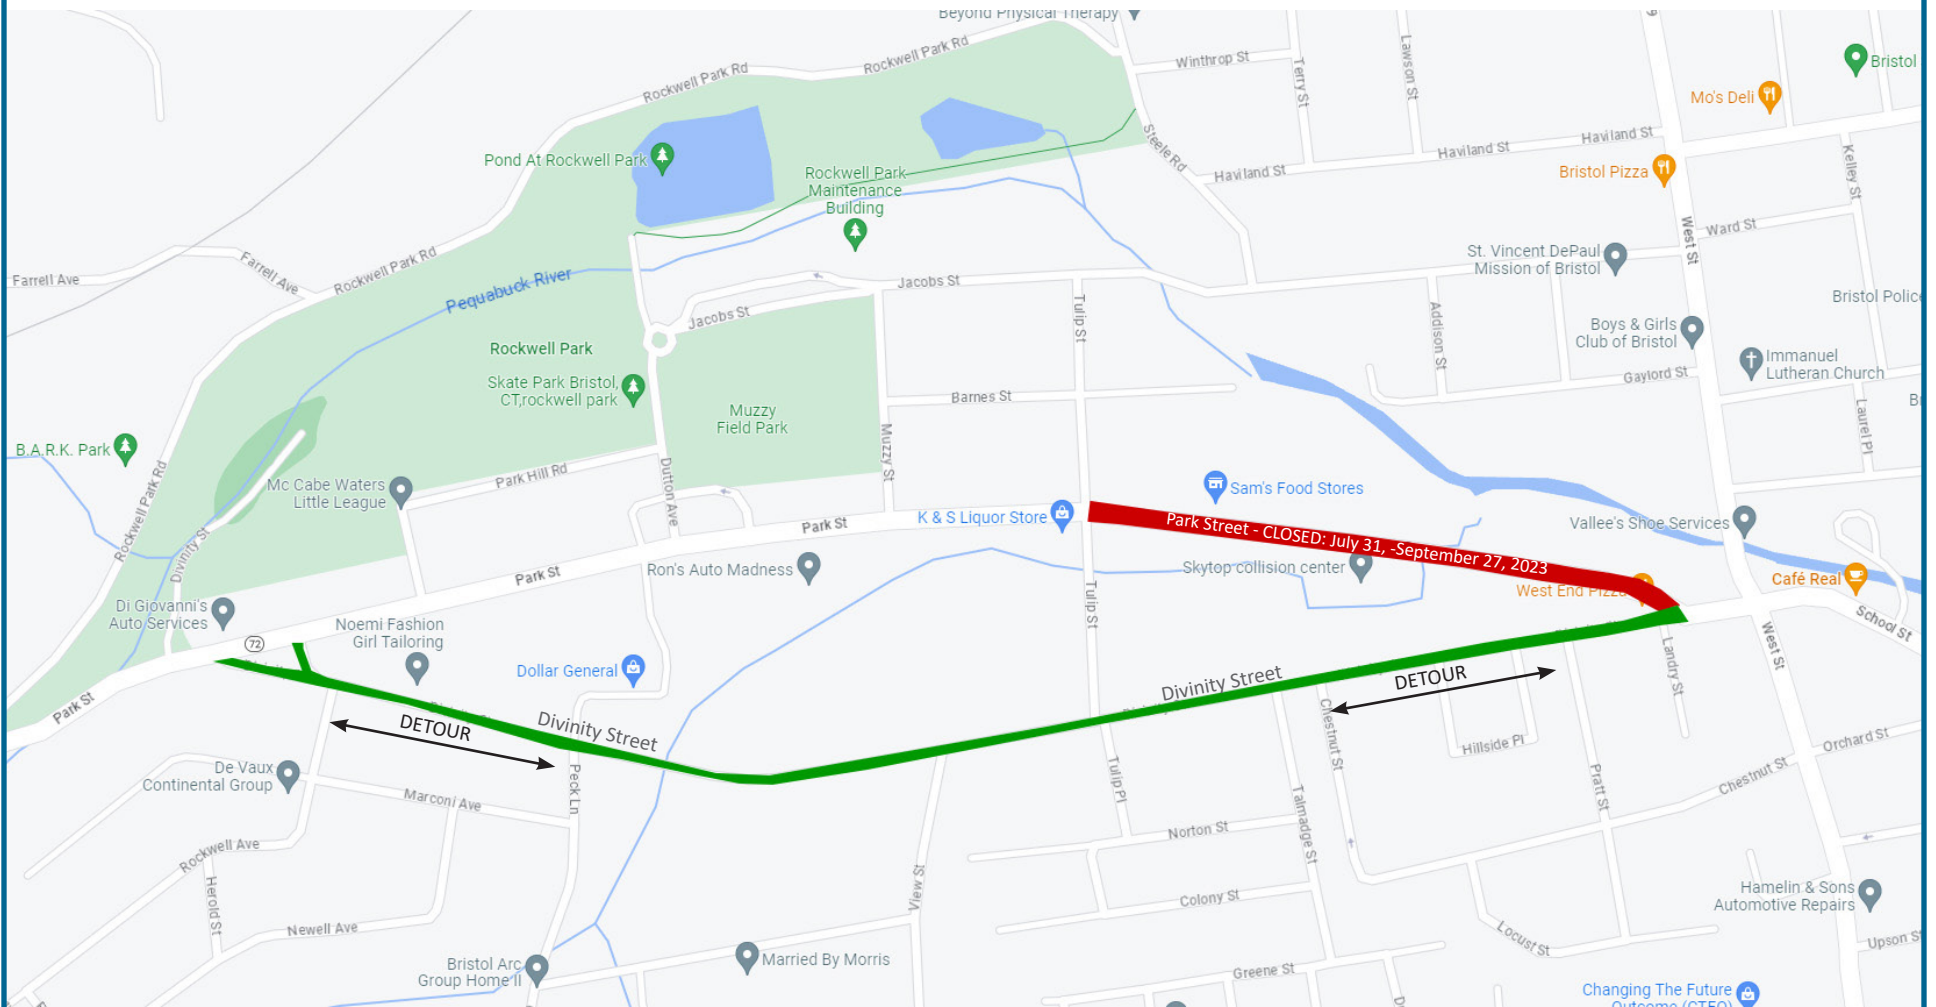 Beyond Physical Therapy
Rockwell Park Rd
Rockwell Park Rd
Winthrop St
Terry St
Lawson St
Bristol
Mo's Deli
Haviland St
Haviland St
Haviland St
Steele Rd
Kelley St
Pond At Rockwell Park
Rockwell Park
Maintenance
Building
Bristol Pizza
Ward St
West St
St. Vincent DePaul
Mission of Bristol
Farrell Ave
Farrell Ave
Rockwell Park Rd
Pequabuck River
Jacobs St
Jacobs St
Tulip St
Addison St
Bristol Police
Boys & Girls
Club of Bristol
Immanuel
Lutheran Church
Gaylord St
Laurel Pl
Rockwell Park
Skate Park Bristol,
CT,rockwell park
Muzzy
Field Park
Barnes St
Muzzy St
B.A.R.K. Park
Mc Cabe Waters
Little League
Park Hill Rd
Dutton Ave
Rockwell Park Rd
Divinity St
Sam's Food Stores
K & S Liquor Store
Park St
Park Street - CLOSED: July 31, -September 27, 2023
Vallee's Shoe Services
Park St
Ron's Auto Madness
Skytop collision center
West End Pizza
Café Real
School St
Tulip St
Di Giovanni's
Auto Services
72
Noemi Fashion
Girl Tailoring
Dollar General
Divinity Street
DETOUR
Landry St
West St
Park St
DETOUR
Divinity Street
Chestnut St
Hillside Pl
Orchard St
Chestnut St
De Vaux
Continental Group
Marconi Ave
Peck Ln
Tulip Pl
Talmadge St
Pratt St
Norton St
Rockwell Ave
Herold St
Newell Ave
View St
Colony St
Hamelin & Sons
Automotive Repairs
Locust St
Upson St
Bristol Arc
Group Home II
Married By Morris
Greene St
Changing The Future
Outcome (CTFO)